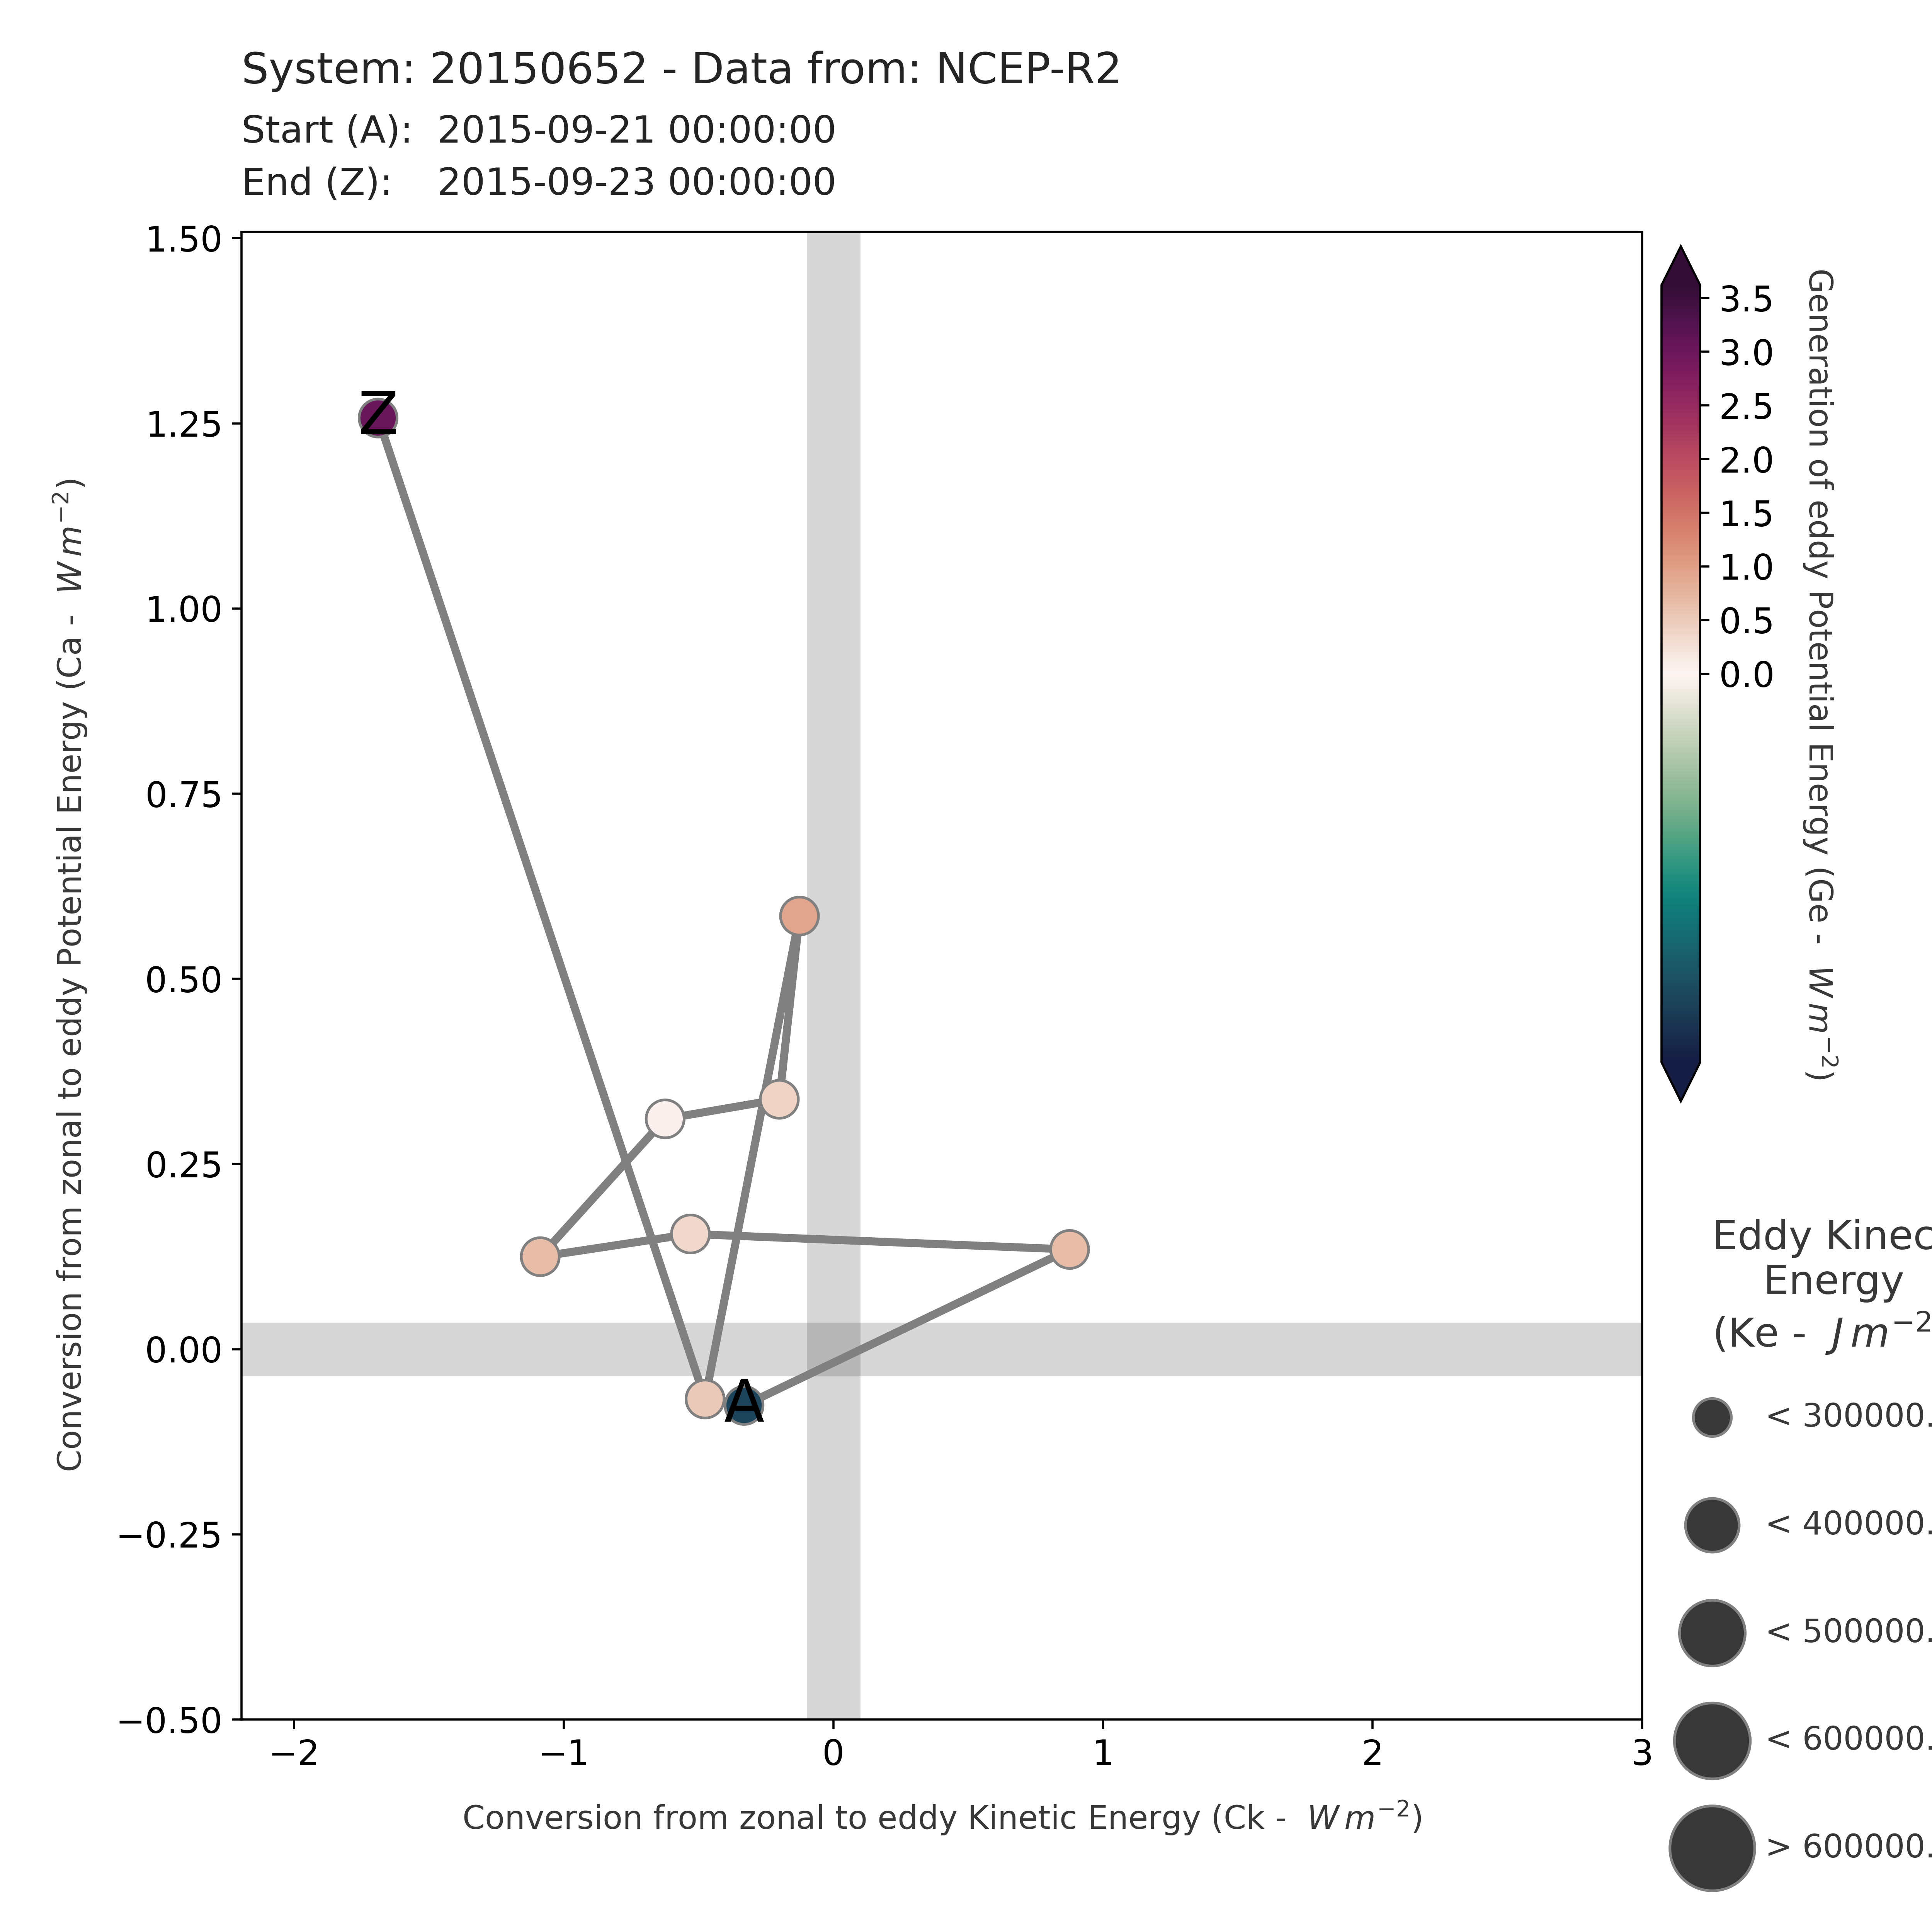 System: 20150652 - Data from: NCEP-R2
Start (A): 2015-09-21 00:00:00
End (Z): 2015-09-23 00:00:00
1.50
1.25
1.00
0.75
0.50
0.25
0.00
−0.25
−0.50
Conversion from zonal to eddy Potential Energy (Ca - W m⁻²)
Z
A
−2
−1
0
1
2
3
Conversion from zonal to eddy Kinetic Energy (Ck - W m⁻²)
3.5
3.0
2.5
2.0
1.5
1.0
0.5
0.0
Generation of eddy Potential Energy (Ge - W m⁻²)
Eddy Kinec
Energy
(Ke - J m⁻²
< 300000.
< 400000.
< 500000.
< 600000.
> 600000.